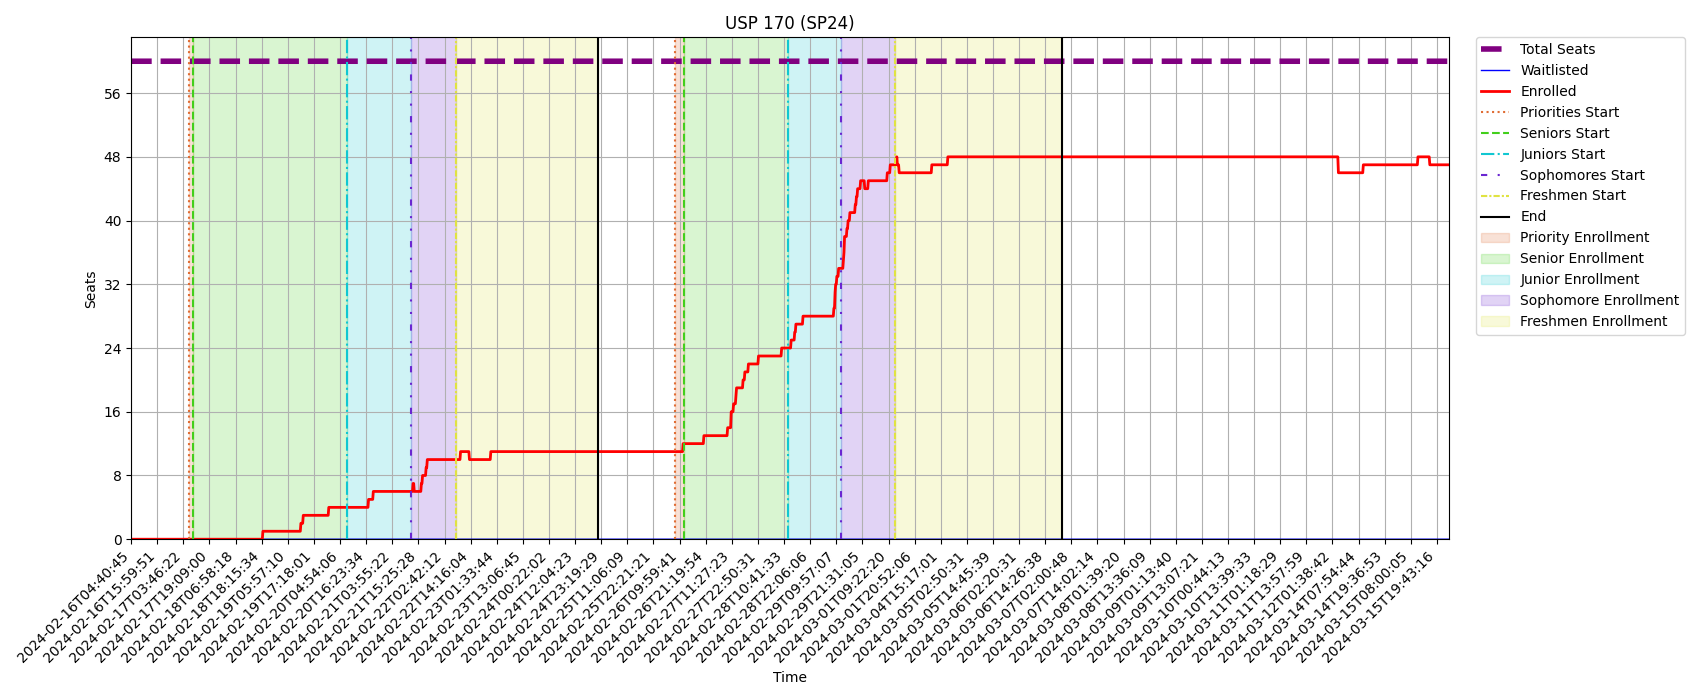 USP 170 (SP24)
Total Seats
Waitlisted
Enrolled
Priorities Start
Seniors Start
Juniors Start
Sophomores Start
Freshmen Start
End
Priority Enrollment
Senior Enrollment
Junior Enrollment
Sophomore Enrollment
Freshmen Enrollment
Seats
56
48
40
32
24
16
8
0
2024-02-16T04:40:45
2024-02-16T15:59:51
2024-02-17T03:46:22
2024-02-17T19:09:00
2024-02-18T06:58:18
2024-02-18T18:15:34
2024-02-19T05:57:10
2024-02-19T17:18:01
2024-02-20T04:54:06
2024-02-20T16:23:34
2024-02-21T03:55:22
2024-02-21T15:25:28
2024-02-22T02:42:12
2024-02-22T14:16:04
2024-02-23T01:33:44
2024-02-23T13:06:45
2024-02-24T00:22:02
2024-02-24T12:04:23
2024-02-24T23:19:29
2024-02-25T11:06:09
2024-02-25T22:21:21
2024-02-26T09:59:41
2024-02-26T21:19:54
2024-02-27T11:27:23
2024-02-27T22:50:31
2024-02-28T10:41:33
2024-02-28T22:06:06
2024-02-29T09:57:07
2024-02-29T21:31:05
2024-03-01T09:22:20
2024-03-01T20:52:06
2024-03-04T15:17:01
2024-03-05T02:50:31
2024-03-05T14:45:39
2024-03-06T02:20:31
2024-03-06T14:26:38
2024-03-07T02:00:48
2024-03-07T14:02:14
2024-03-08T01:39:20
2024-03-08T13:36:09
2024-03-09T01:13:40
2024-03-09T13:07:21
2024-03-10T00:44:13
2024-03-10T13:39:33
2024-03-11T01:18:29
2024-03-11T13:57:59
2024-03-12T01:38:42
2024-03-14T07:54:44
2024-03-14T19:36:53
2024-03-15T08:00:05
2024-03-15T19:43:16
Time